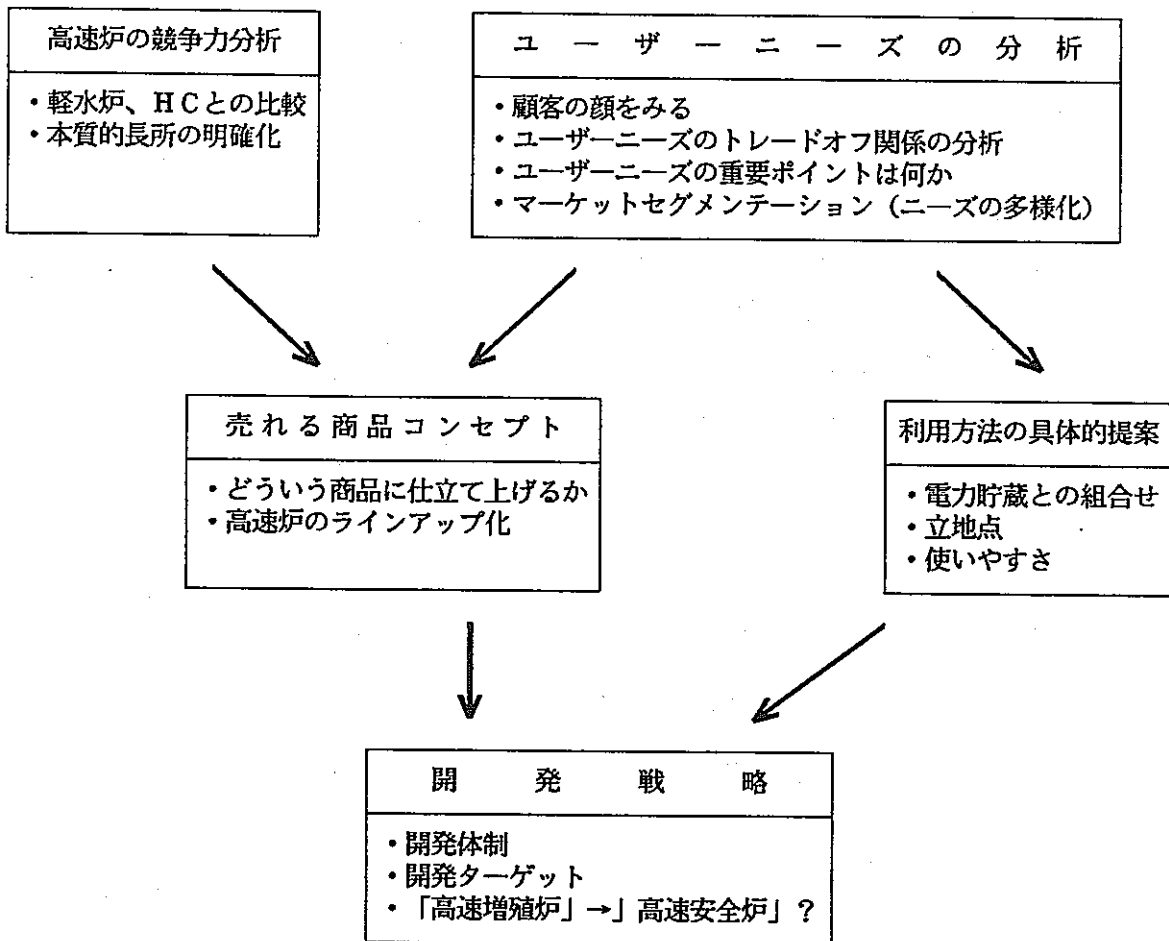 高速炉の競争力分析
・軽水炉、HCとの比較
・本質的長所の明確化
ユーザーニーズの分析
・顧客の顔をみる
・ユーザーニーズのトレードオフ関係の分析
・ユーザーニーズの重要ポイントは何か
・マーケットセグメンテーション（ニーズの多様化）
売れる商品コンセプト
・どういう商品に仕立て上げるか
・高速炉のラインアップ化
利用方法の具体的提案
・電力貯蔵との組合せ
・立地点
・使いやすさ
開発戦略
・開発体制
・開発ターゲット
・「高速増殖炉」→」高速安全炉」？